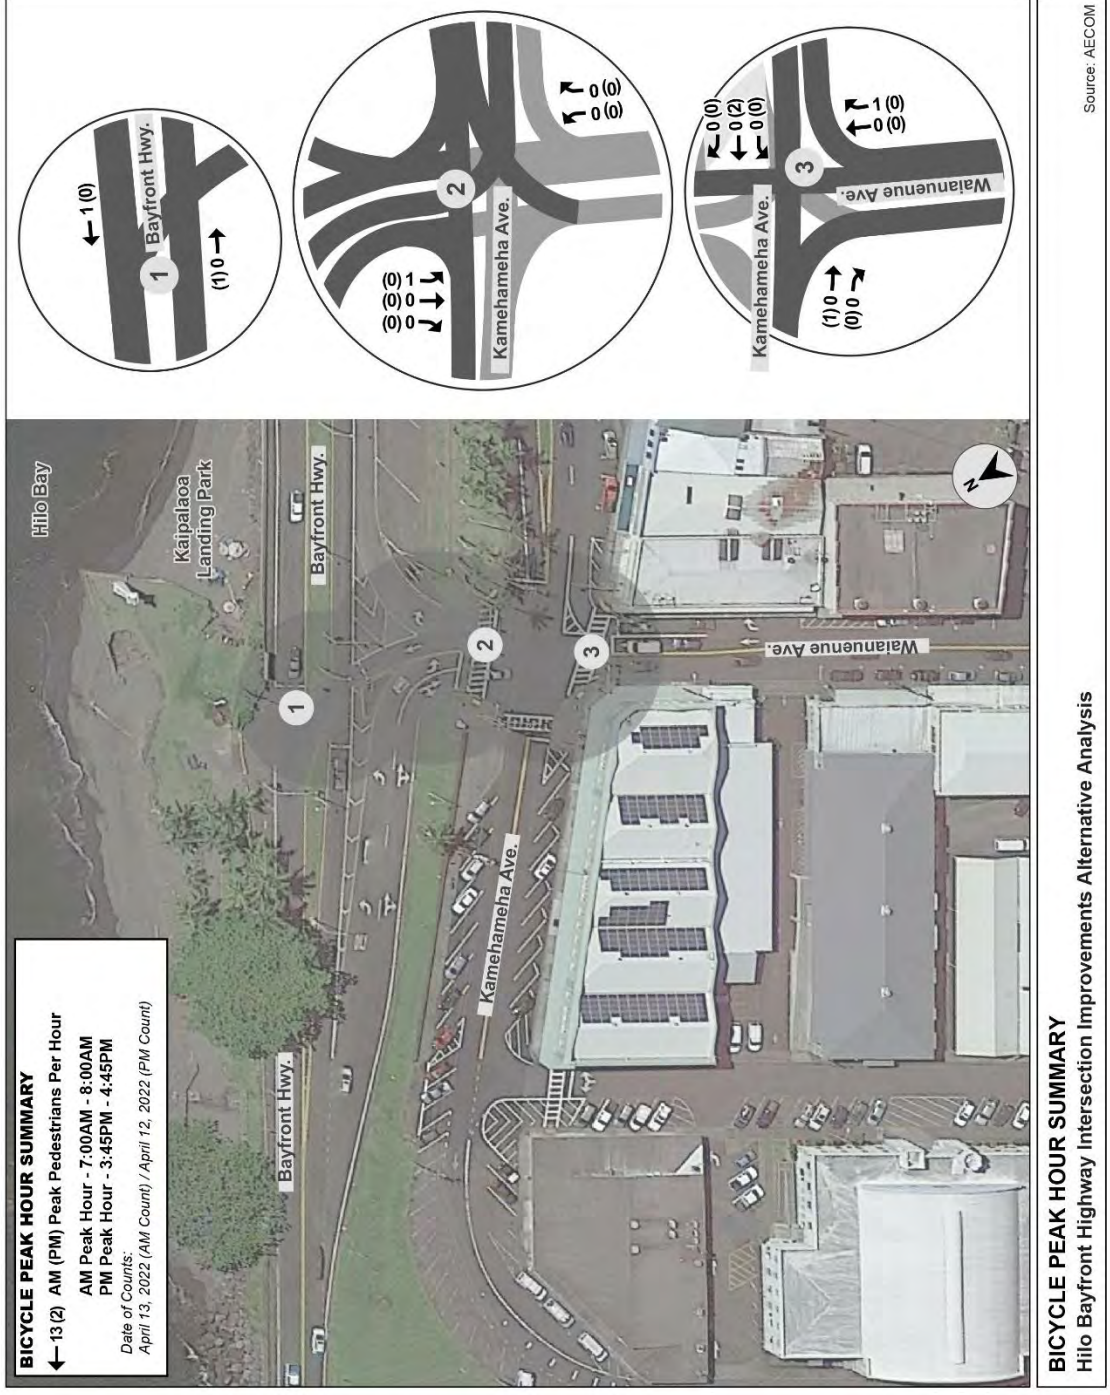 BICYCLE PEAK HOUR SUMMARY
← 13(2) AM (PM) Peak Pedestrians Per Hour
AM Peak Hour - 7:00AM - 8:00AM
PM Peak Hour - 3:45PM - 4:45PM
Date of Counts:
April 13, 2022 (AM Count) / April 12, 2022 (PM Count)
Hilo Bay
Kaipalaoa
Landing Park
Bayfront Hwy.
Bayfront Hwy.
Kamehameha Ave.
Waianuenue Ave.
1
2
3
N
1 (0)
Bayfront Hwy.
1
(1) 0
(0) 1
(0) 0
(0) 0
2
Kamehameha Ave.
0 (0)
0 (0)
0 (0)
0 (2)
0 (0)
Kamehameha Ave.
3
Waianuenue Ave.
(1) 0
(0) 0
1 (0)
0 (0)
BICYCLE PEAK HOUR SUMMARY
Hilo Bayfront Highway Intersection Improvements Alternative Analysis
Source: AECOM